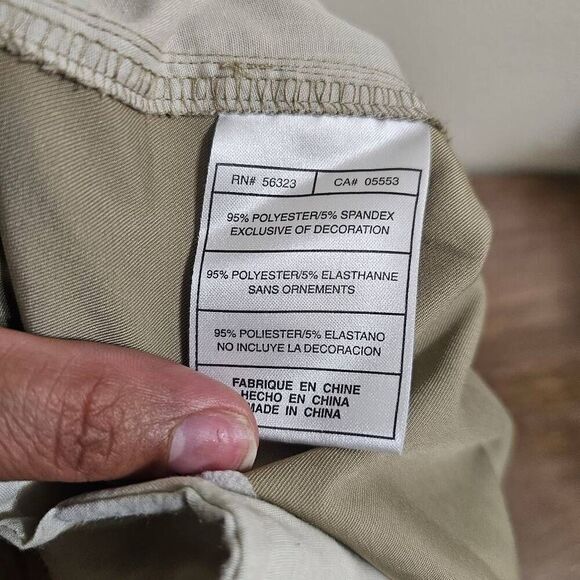 RN# 56323 CA# 05553
95% POLYESTER/5% SPANDEX
EXCLUSIVE OF DECORATION
95% POLYESTER/5% ELASTHANNE
SANS ORNEMENTS
95% POLIESTER/5% ELASTANO
NO INCLUYE LA DECORACION
FABRIQUE EN CHINE
HECHO EN CHINA
MADE IN CHINA